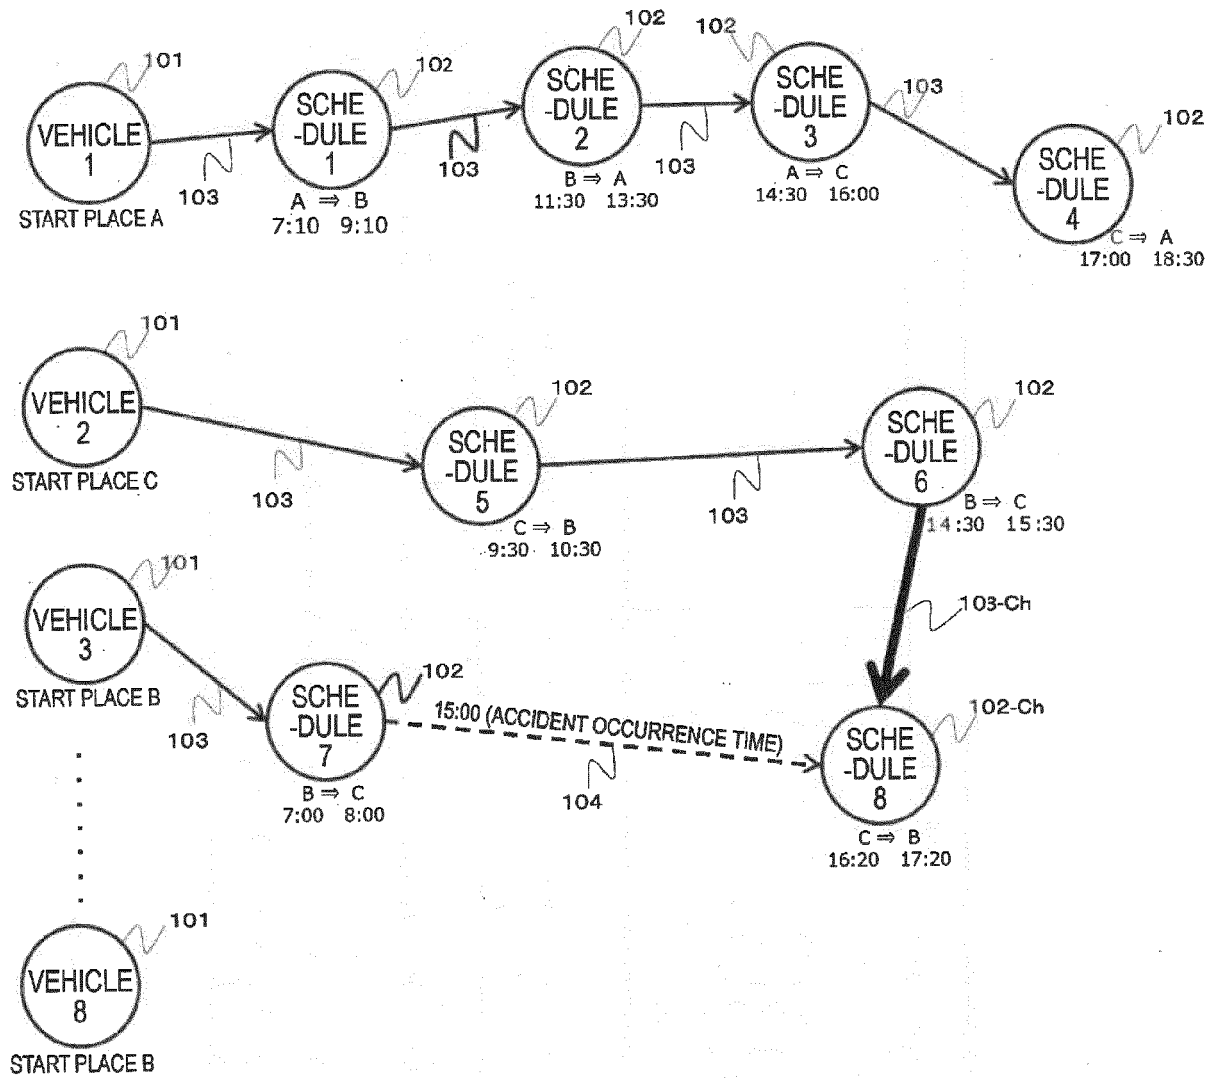 101
VEHICLE
1
START PLACE A
103
102
SCHE
-DULE
1
A ⇒ B
7:10 9:10
103
102
SCHE
-DULE
2
B ⇒ A
11:30 13:30
103
102
SCHE
-DULE
3
A ⇒ C
14:30 16:00
103
102
SCHE
-DULE
4
C ⇒ A
17:00 18:30
101
VEHICLE
2
START PLACE C
103
102
SCHE
-DULE
5
C ⇒ B
9:30 10:30
103
102
SCHE
-DULE
6
B ⇒ C
14:30 15:30
103-Ch
101
VEHICLE
3
START PLACE B
103
102
SCHE
-DULE
7
B ⇒ C
7:00 8:00
15:00 (ACCIDENT OCCURRENCE TIME)
104
102-Ch
SCHE
-DULE
8
C ⇒ B
16:20 17:20
101
VEHICLE
8
START PLACE B